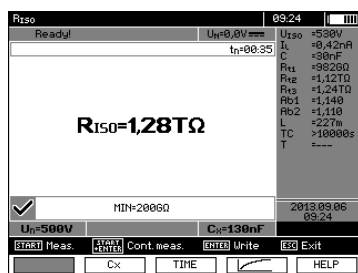 RISO 09:24
Ready! UN=0,0V
tn=00:35
RISO=1,28TΩ
MIN=200GΩ
Un=500V CX=130nF
UISO =530V
IL =0,42nA
C =30nF
Rt1 =982GΩ
Rt2 =1,12TΩ
Rt3 =1,24TΩ
Ab1 =1,140
Ab2 =1,110
L =227m
TC >10000s
T =---
2013.09.06
09:24
START Meas. START +ENTER Cont. meas. ENTER Write ESC Exit
Cx TIME HELP